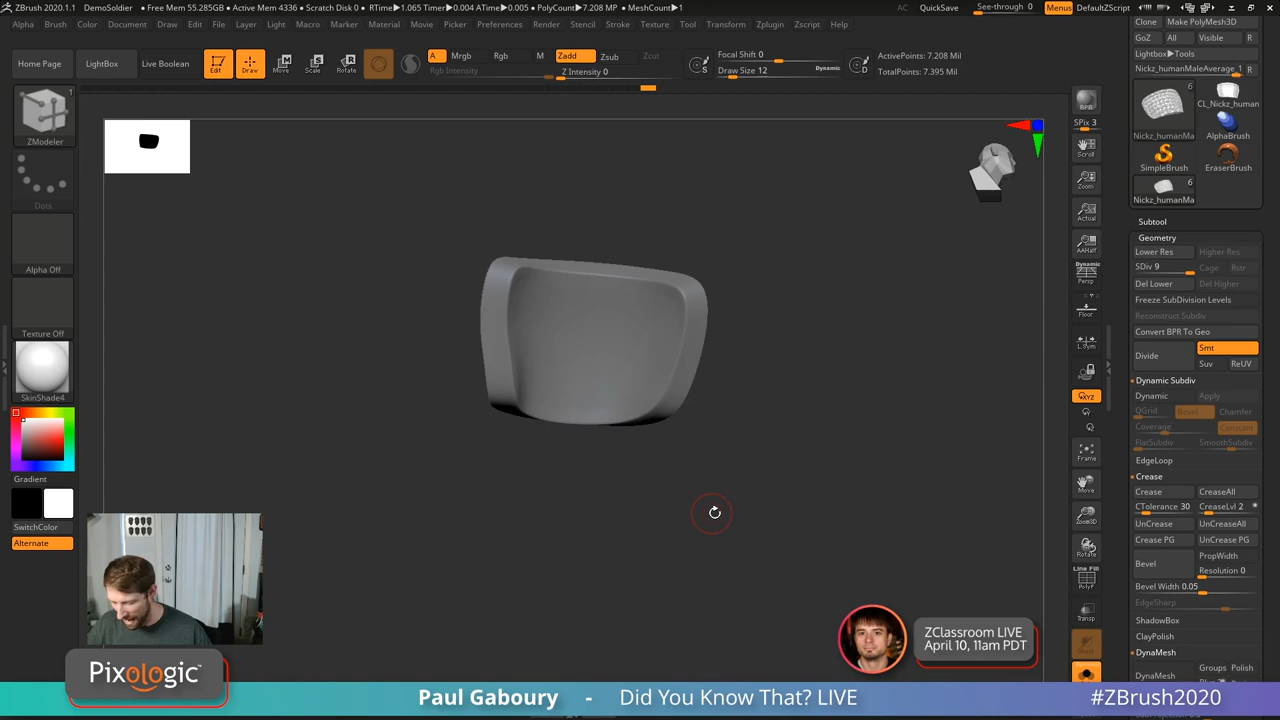 ZBrush 2020.1.1 DemoSoldier • Free Mem 55.285GB • Active Mem 4336 • Scratch Disk 0 • RTime▶1.065 Timer▶0.004 ATime▶0.005 • PolyCount▶7.208 MP • MeshCount▶1 AC QuickSave See-through 0 Menus DefaultZScript
Alpha Brush Color Document Draw Edit File Layer Light Macro Marker Material Movie Picker Preferences Render Stencil Stroke Texture Tool Transform Zplugin Zscript Help
Home Page LightBox Live Boolean Edit Draw Move Scale Rotate
A Mrgb Rgb M Zadd Zsub Zcut
Rgb Intensity Z Intensity 0
Focal Shift 0
Draw Size 12 Dynamic
S D
ActivePoints: 7.208 Mil
TotalPoints: 7.395 Mil
1
ZModeler
Dots
Alpha Off
Texture Off
SkinShade4
Gradient
SwitchColor
Alternate
BPR
SPix 3
Scroll
Zoom
Actual
AAHalf
Dynamic
Persp
Floor
L.Sym
XYZ
Frame
Move
Zoom3D
Rotate
Line Fill
PolyF
Transp
Clone Make PolyMesh3D
GoZ All Visible R
Lightbox▶Tools
Nickz_humanMaleAverage_1 R
6
Nickz_humanMa
CL_Nickz_human
AlphaBrush
SimpleBrush EraserBrush
6
Nickz_humanMa
Subtool
Geometry
Lower Res Higher Res
SDiv 9 Cage Rstr
Del Lower Del Higher
Freeze SubDivision Levels
Reconstruct Subdiv
Convert BPR To Geo
Divide Smt
Suv ReUV
Dynamic Subdiv
Dynamic Apply
QGrid Bevel Chamfer
Coverage Constant
FlatSubdiv SmoothSubdiv
EdgeLoop
Crease
Crease CreaseAll
CTolerance 30 CreaseLvl 2
UnCrease UnCreaseAll
Crease PG UnCrease PG
Bevel PropWidth
Resolution 0
Bevel Width 0.05
EdgeSharp
ShadowBox
ClayPolish
DynaMesh
DynaMesh Groups Polish
ZClassroom LIVE
April 10, 11am PDT
Pixologic™
Paul Gaboury - Did You Know That? LIVE #ZBrush2020